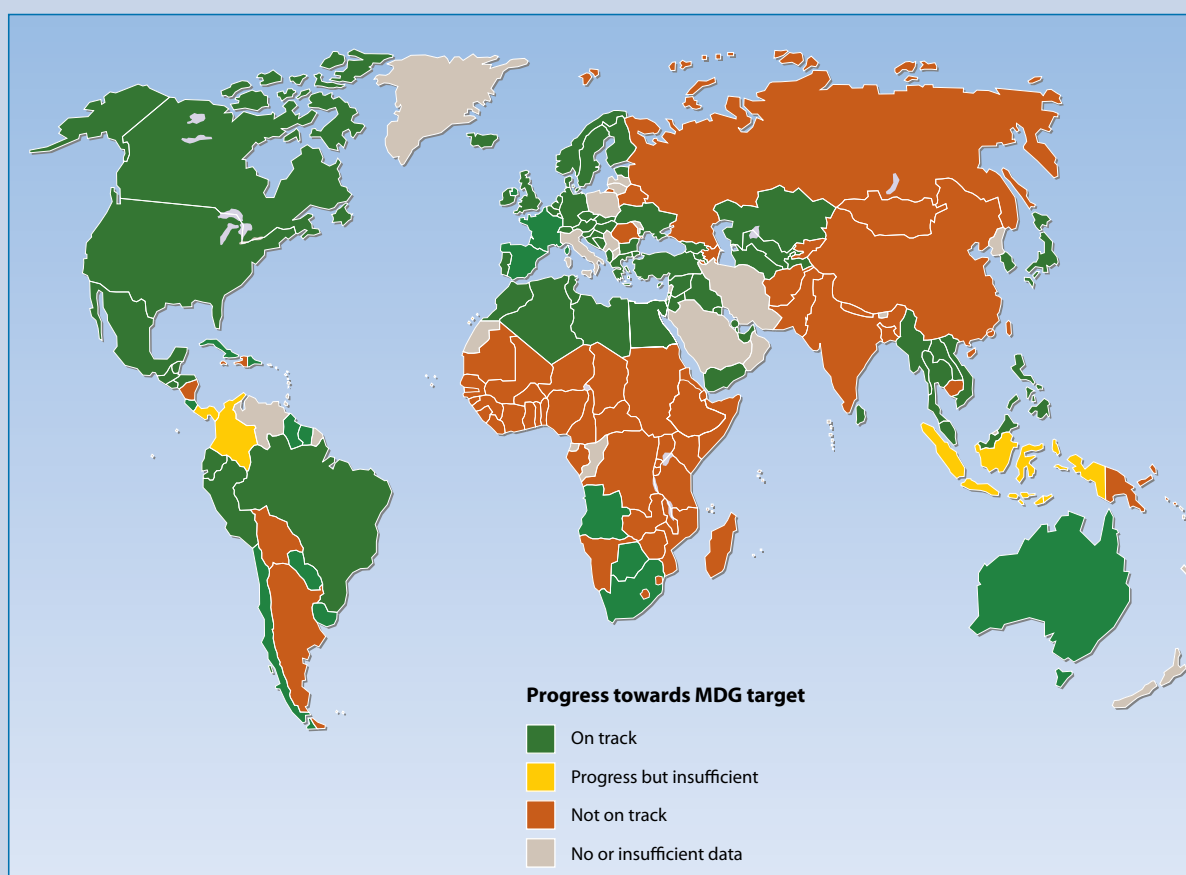 Progress towards MDG target
On track
Progress but insufficient
Not on track
No or insufficient data